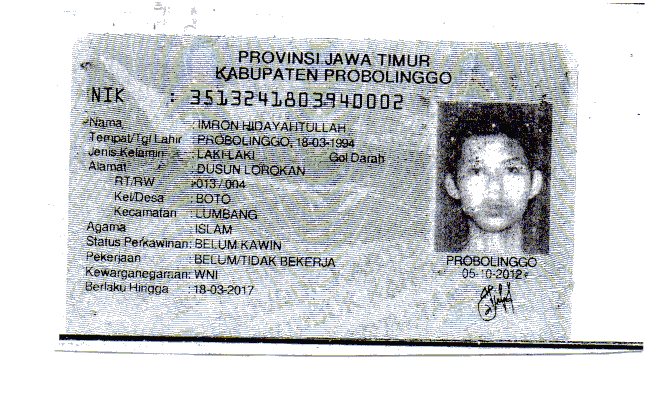 PROVINSI JAWA TIMUR
KABUPATEN PROBOLINGGO
NIK : 3513241803940002
Nama : IMRON HIDAYAHTULLAH
Tempat/Tgl Lahir : PROBOLINGGO, 18-03-1994
Jenis Kelamin : LAKI-LAKI Gol Darah
Alamat : DUSUN LOROKAN
RT/RW : 013 / 004
Kel/Desa : BOTO
Kecamatan : LUMBANG
Agama : ISLAM
Status Perkawinan: BELUM KAWIN
Pekerjaan : BELUM/TIDAK BEKERJA
Kewarganegaraan: WNI
Berlaku Hingga : 18-03-2017
PROBOLINGGO
05-10-2012